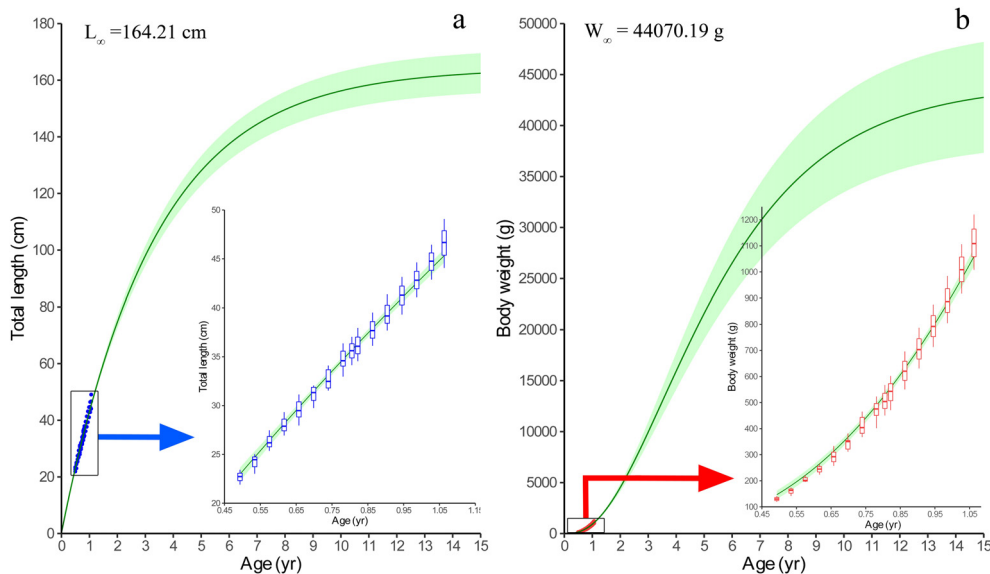 a
L∞ =164.21 cm
180
160
140
120
100
80
60
40
20
0
Total length (cm)
0 1 2 3 4 5 6 7 8 9 10 11 12 13 14 15
Age (yr)
50
45
40
35
30
25
20
Total length (cm)
0.45 0.55 0.65 0.75 0.85 0.95 1.05 1.15
Age (yr)
b
W∞ = 44070.19 g
50000
45000
40000
35000
30000
25000
20000
15000
10000
5000
0
Body weight (g)
0 1 2 3 4 5 6 7 8 9 10 11 12 13 14 15
Age (yr)
1200
1100
1000
900
800
700
600
500
400
300
200
100
Body weight (g)
0.45 0.55 0.65 0.75 0.85 0.95 1.05
Age (yr)